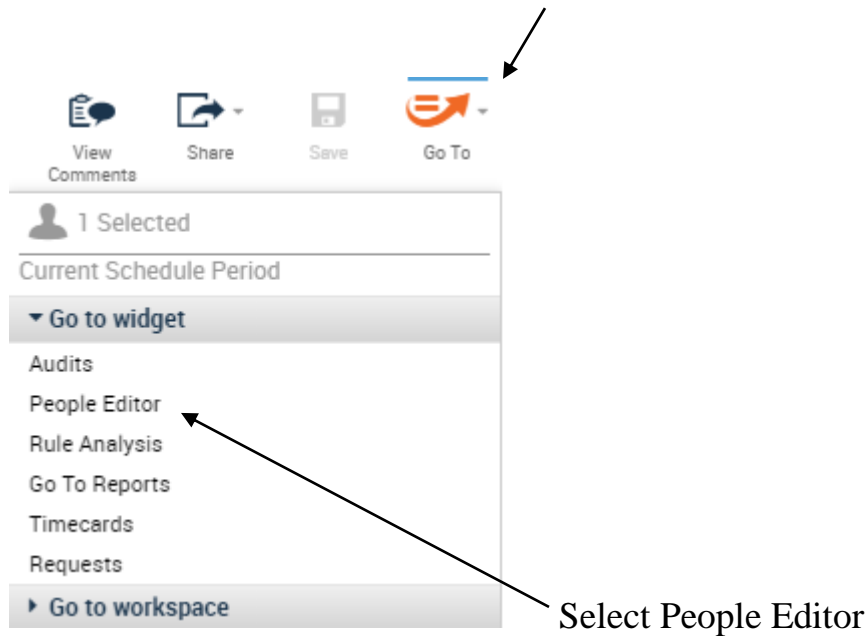 View Comments
Share
Save
Go To
1 Selected
Current Schedule Period
Go to widget
Audits
People Editor
Rule Analysis
Go To Reports
Timecards
Requests
Go to workspace
Select People Editor